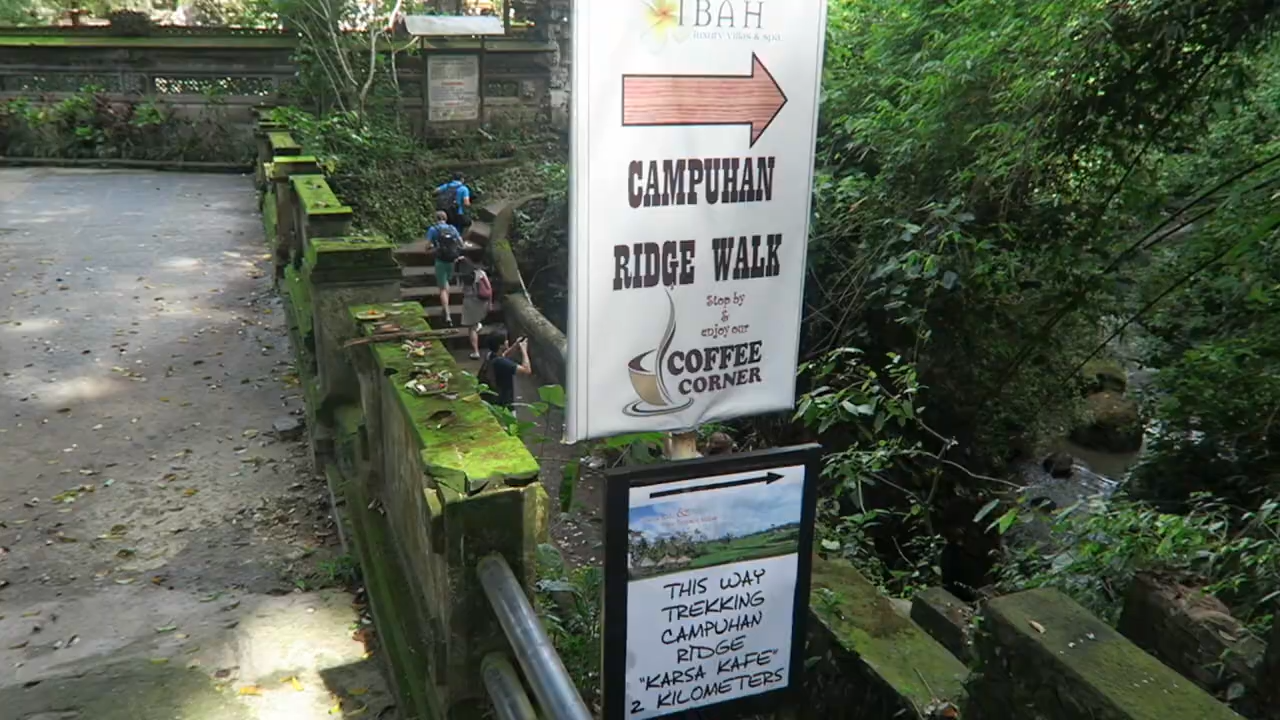 IBAH
luxury villas & spa
CAMPUHAN
RIDGE WALK
Stop by
&
enjoy our
COFFEE
CORNER
&
THIS WAY
TREKKING
CAMPUHAN
RIDGE
"KARSA KAFE"
2 KILOMETERS